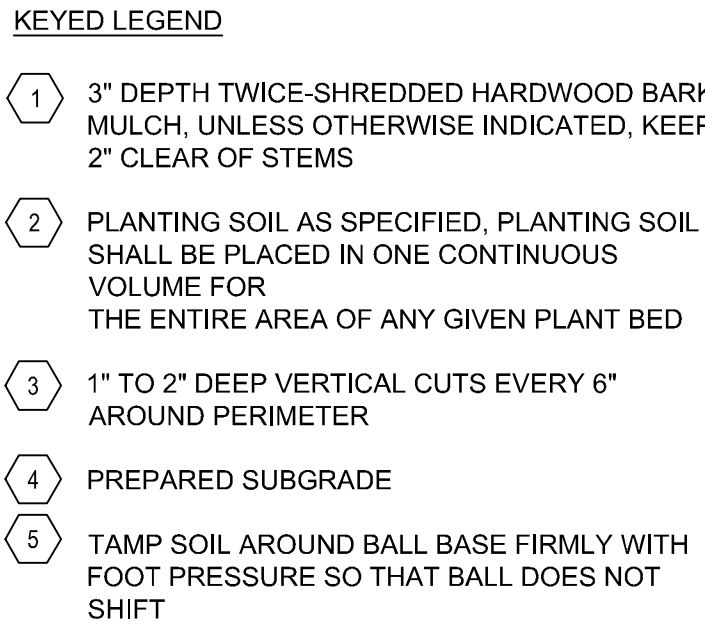 KEYED LEGEND
1 3" DEPTH TWICE-SHREDDED HARDWOOD BARK
MULCH, UNLESS OTHERWISE INDICATED, KEEP
2" CLEAR OF STEMS
2 PLANTING SOIL AS SPECIFIED, PLANTING SOIL
SHALL BE PLACED IN ONE CONTINUOUS
VOLUME FOR
THE ENTIRE AREA OF ANY GIVEN PLANT BED
3 1" TO 2" DEEP VERTICAL CUTS EVERY 6"
AROUND PERIMETER
4 PREPARED SUBGRADE
5 TAMP SOIL AROUND BALL BASE FIRMLY WITH
FOOT PRESSURE SO THAT BALL DOES NOT
SHIFT